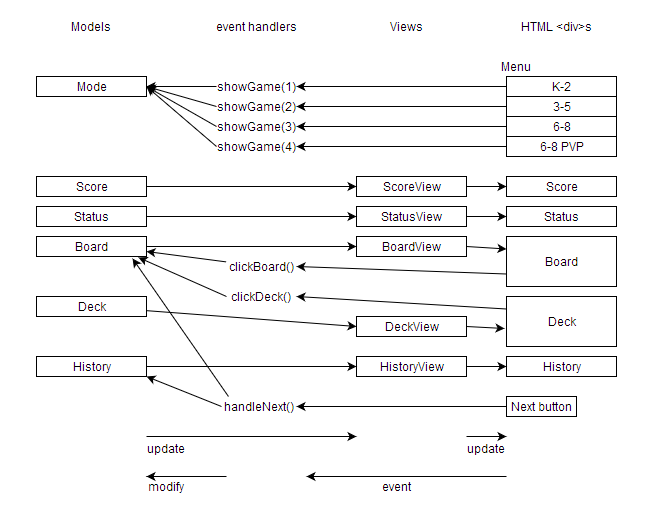 Models event handlers Views HTML <div>s
Menu
Mode showGame(1) K-2
showGame(2) 3-5
showGame(3) 6-8
showGame(4) 6-8 PVP
Score ScoreView Score
Status StatusView Status
Board BoardView Board
clickBoard()
clickDeck()
Deck DeckView Deck
History HistoryView History
handleNext() Next button
update update
modify event